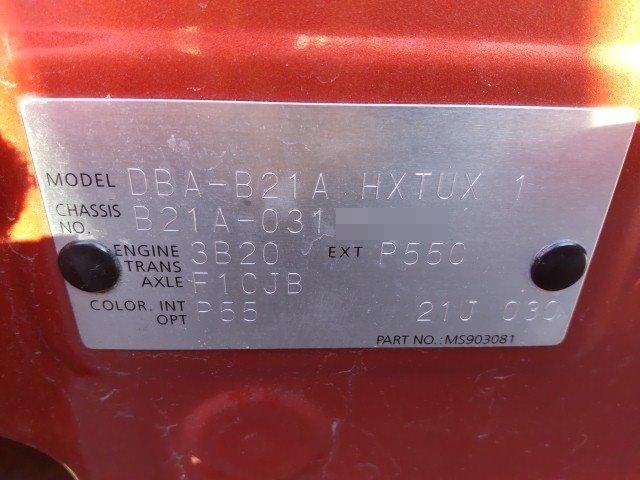 MODEL DBA-B21A HXTUX 1
CHASSIS NO. B21A-031
ENGINE 3B20 EXT P55C
TRANS AXLE F1CJB
COLOR. INT P55
OPT 21J 030
PART NO.: MS903081